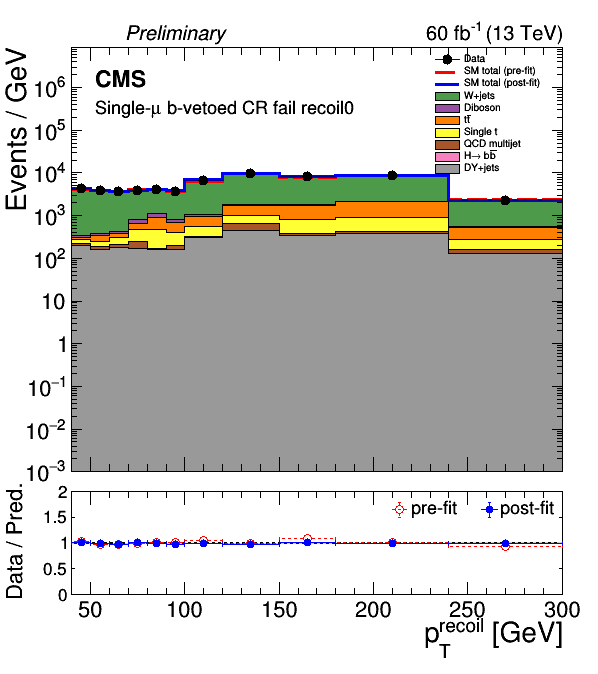 Preliminary
60 fb⁻¹ (13 TeV)
Events / GeV
CMS
Single-μ b-vetoed CR fail recoil0
Data
SM total (pre-fit)
SM total (post-fit)
W+jets
Diboson
tt̄
Single t
QCD multijet
H→ bb̄
DY+jets
10⁶
10⁵
10⁴
10³
10²
10
1
10⁻¹
10⁻²
10⁻³
Data / Pred.
pre-fit
post-fit
2
1.5
1
0.5
0
50 100 150 200 250 300
p_T^recoil [GeV]